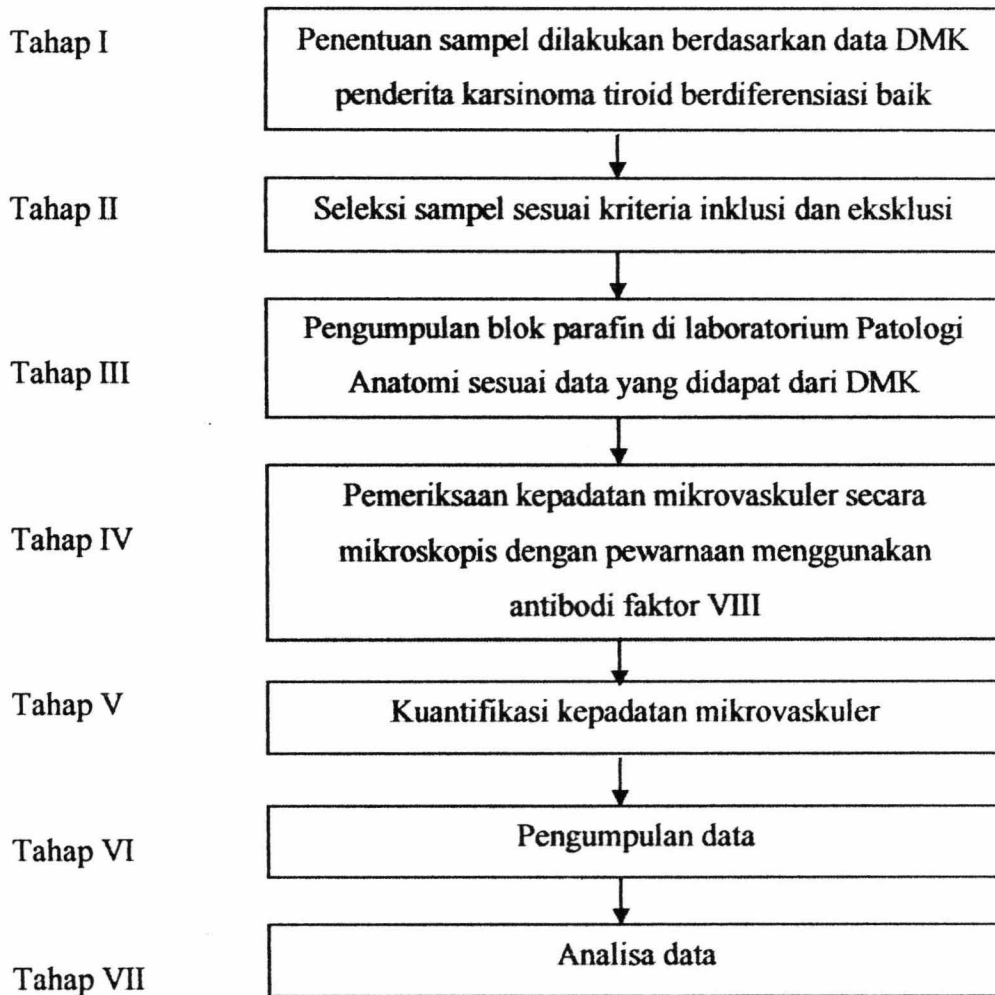 Tahap I
Penentuan sampel dilakukan berdasarkan data DMK
penderita karsinoma tiroid berdiferensiasi baik
Tahap II
Seleksi sampel sesuai kriteria inklusi dan eksklusi
Tahap III
Pengumpulan blok parafin di laboratorium Patologi
Anatomi sesuai data yang didapat dari DMK
Tahap IV
Pemeriksaan kepadatan mikrovaskuler secara
mikroskopis dengan pewarnaan menggunakan
antibodi faktor VIII
Tahap V
Kuantifikasi kepadatan mikrovaskuler
Tahap VI
Pengumpulan data
Tahap VII
Analisa data